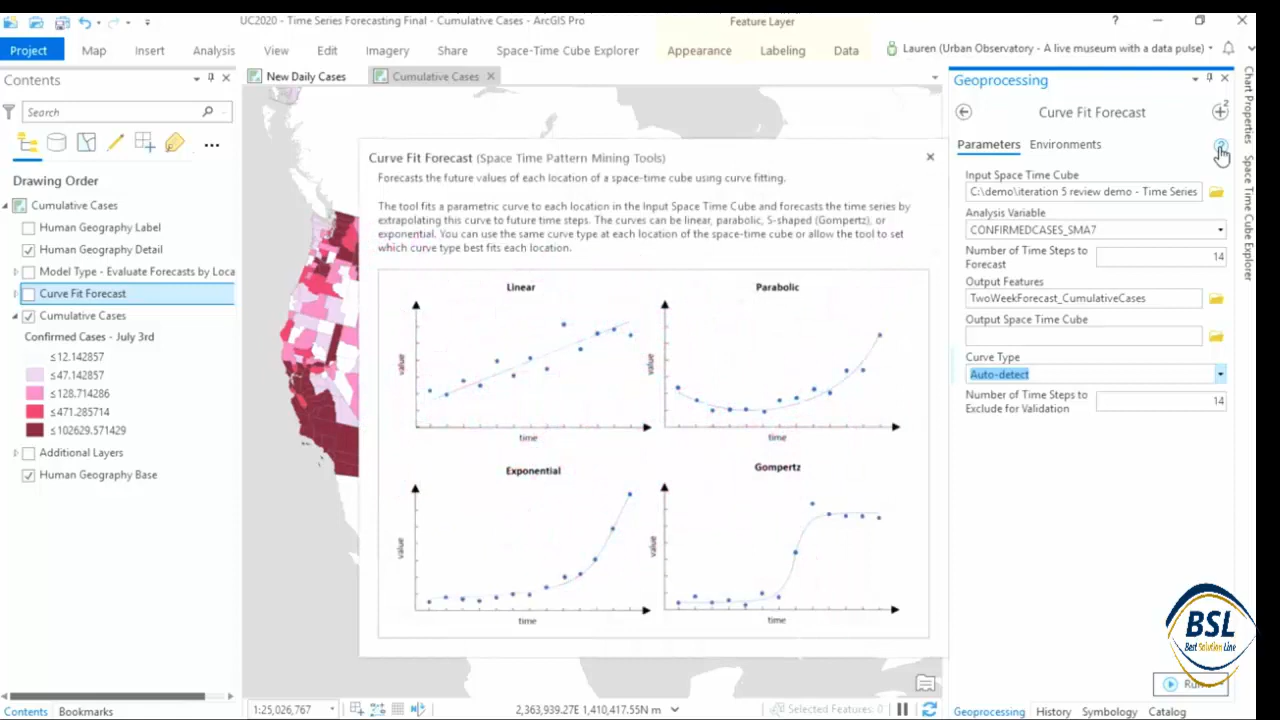 UC2020 - Time Series Forecasting Final - Cumulative Cases - ArcGIS Pro
Feature Layer
?
Project
Map
Insert
Analysis
View
Edit
Imagery
Share
Space-Time Cube Explorer
Appearance
Labeling
Data
Lauren (Urban Observatory - A live museum with a data pulse)
Contents
Search
Drawing Order
Cumulative Cases
Human Geography Label
Human Geography Detail
Model Type - Evaluate Forecasts by Loca
Curve Fit Forecast
Cumulative Cases
Confirmed Cases - July 3rd
≤12.142857
≤47.142857
≤128.714286
≤471.285714
≤102629.571429
Additional Layers
Human Geography Base
Contents
Bookmarks
New Daily Cases
Cumulative Cases
Curve Fit Forecast (Space Time Pattern Mining Tools)
Forecasts the future values of each location of a space-time cube using curve fitting.
The tool fits a parametric curve to each location in the Input Space Time Cube and forecasts the time series by
extrapolating this curve to future time steps. The curves can be linear, parabolic, S-shaped (Gompertz), or
exponential. You can use the same curve type at each location of the space-time cube or allow the tool to set
which curve type best fits each location.
Linear
value
time
Parabolic
value
time
Exponential
value
time
Gompertz
value
time
1:25,026,767
2,363,939.27E 1,410,417.55N m
Selected Features: 0
Geoprocessing
Curve Fit Forecast
2
Parameters
Environments
?
Input Space Time Cube
C:\demo\iteration 5 review demo - Time Series
Analysis Variable
CONFIRMEDCASES_SMA7
Number of Time Steps to
Forecast
14
Output Features
TwoWeekForecast_CumulativeCases
Output Space Time Cube
Curve Type
Auto-detect
Number of Time Steps to
Exclude for Validation
14
Run
Geoprocessing
History
Symbology
Catalog
Chart Properties
Space Time Cube Explorer
BSL
Best Solution Line